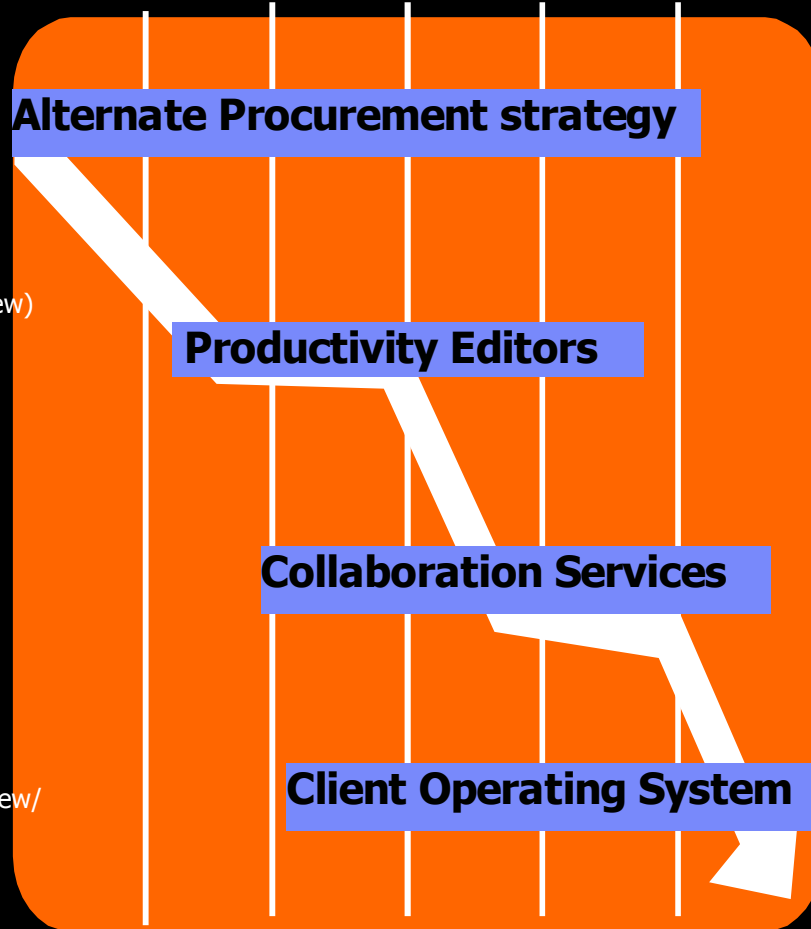 Alternate Procurement strategy
ew)
Productivity Editors
Collaboration Services
ew/
Client Operating System